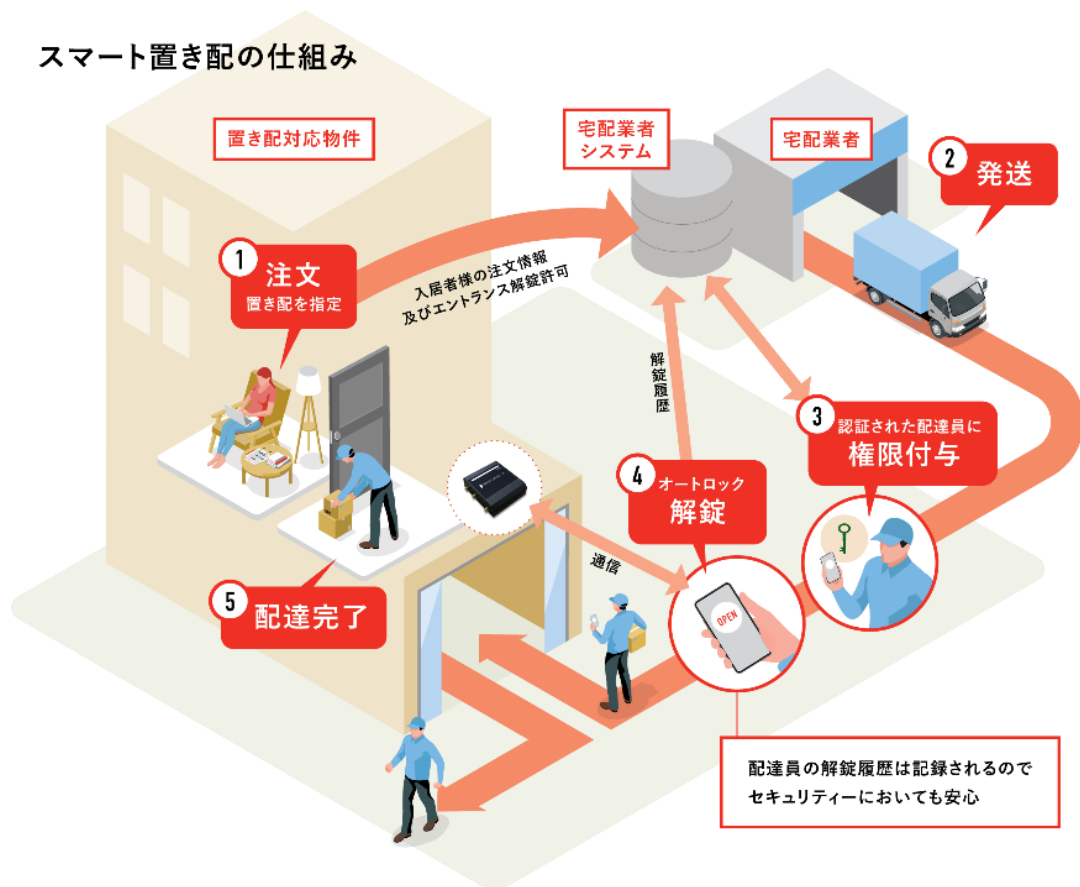 スマート置き配の仕組み
置き配対応物件
宅配業者
システム
宅配業者
2
発送
1
注文
置き配を指定
入居者様の注文情報
及びエントランス解錠許可
解錠履歴
3
認証された配達員に
権限付与
4
オートロック
解錠
通信
OPEN
5
配達完了
配達員の解錠履歴は記録されるので
セキュリティーにおいても安心